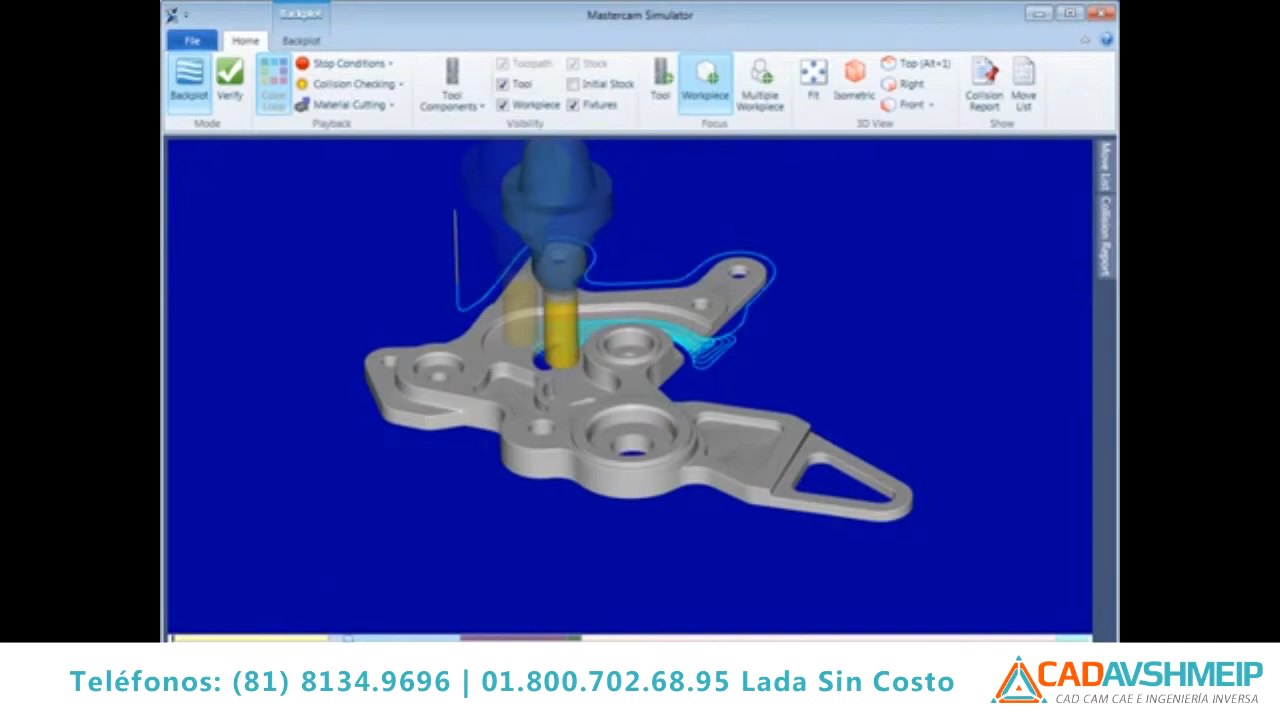 Backplot
Mastercam Simulator
File
Home
Backplot
Backplot
Verify
Color Loop
Stop Conditions
Collision Checking
Material Cutting
Tool Components
Toolpath
Tool
Workpiece
Stock
Initial Stock
Fixtures
Tool
Workpiece
Multiple Workpiece
Fit
Isometric
Top (Alt+1)
Right
Front
Collision Report
Move List
Mode
Playback
Visibility
Focus
3D View
Show
Move List
Collision Report
Teléfonos: (81) 8134.9696 | 01.800.702.68.95 Lada Sin Costo
CADAVSHMEIP
CAD CAM CAE E INGENIERÍA INVERSA